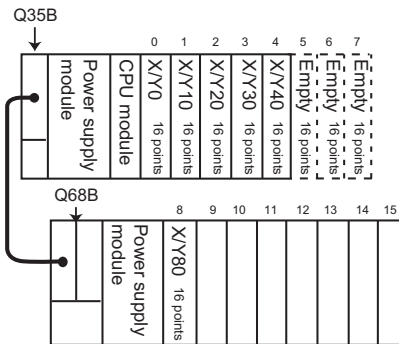 Q35B
0 1 2 3 4 5 6 7
Power supply
module
CPU module
X/Y0 16 points
X/Y10 16 points
X/Y20 16 points
X/Y30 16 points
X/Y40 16 points
Empty 16 points
Empty 16 points
Empty 16 points
Q68B
8 9 10 11 12 13 14 15
Power supply
module
X/Y80 16 points